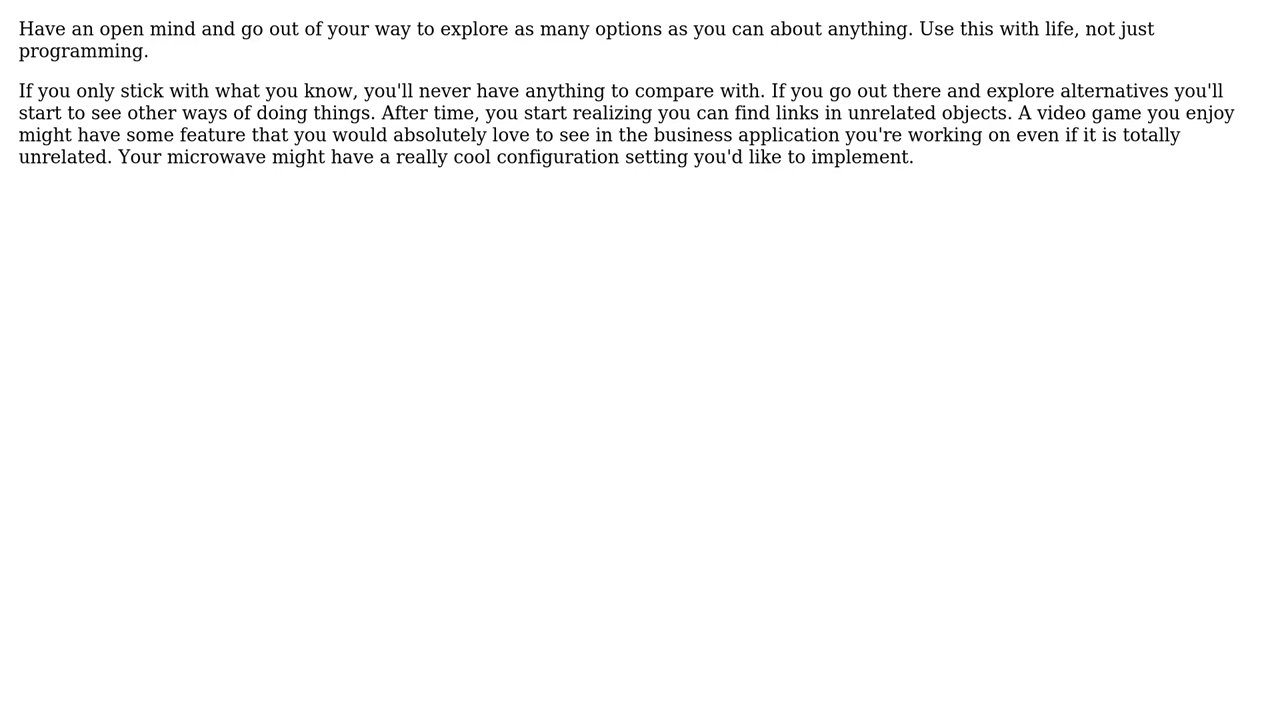 Have an open mind and go out of your way to explore as many options as you can about anything. Use this with life, not just
programming.
If you only stick with what you know, you'll never have anything to compare with. If you go out there and explore alternatives you'll
start to see other ways of doing things. After time, you start realizing you can find links in unrelated objects. A video game you enjoy
might have some feature that you would absolutely love to see in the business application you're working on even if it is totally
unrelated. Your microwave might have a really cool configuration setting you'd like to implement.